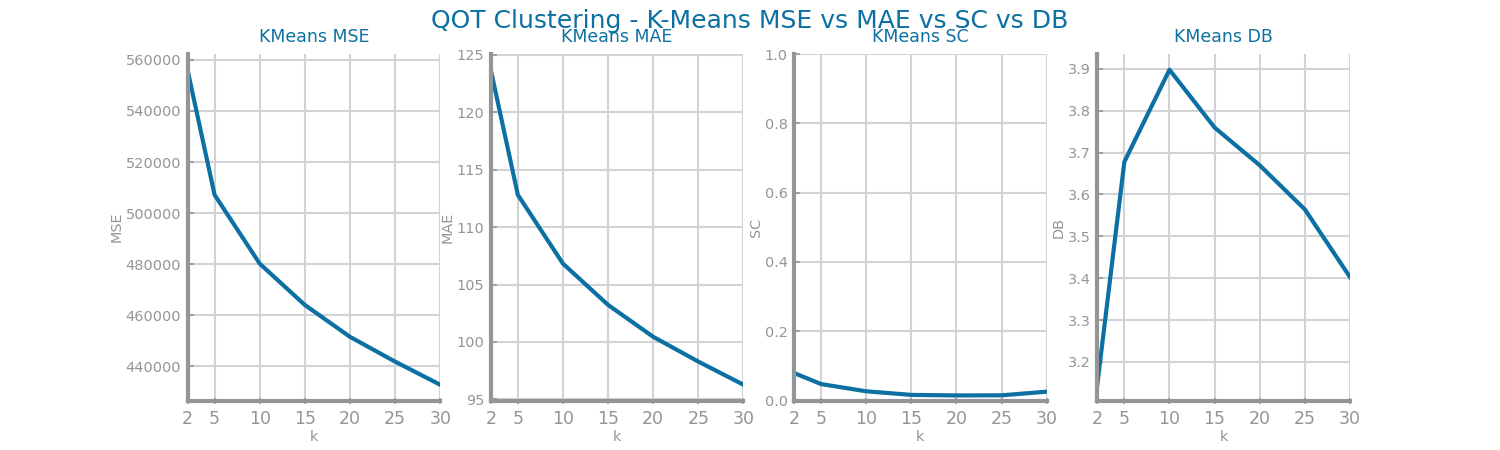 QOT Clustering - K-Means MSE vs MAE vs SC vs DB
KMeans MSE
560000
540000
520000
500000
480000
460000
440000
MSE
2 5 10 15 20 25 30
k
KMeans MAE
125
120
115
110
105
100
95
MAE
2 5 10 15 20 25 30
k
KMeans SC
1.0
0.8
0.6
0.4
0.2
0.0
SC
2 5 10 15 20 25 30
k
KMeans DB
3.9
3.8
3.7
3.6
3.5
3.4
3.3
3.2
DB
2 5 10 15 20 25 30
k